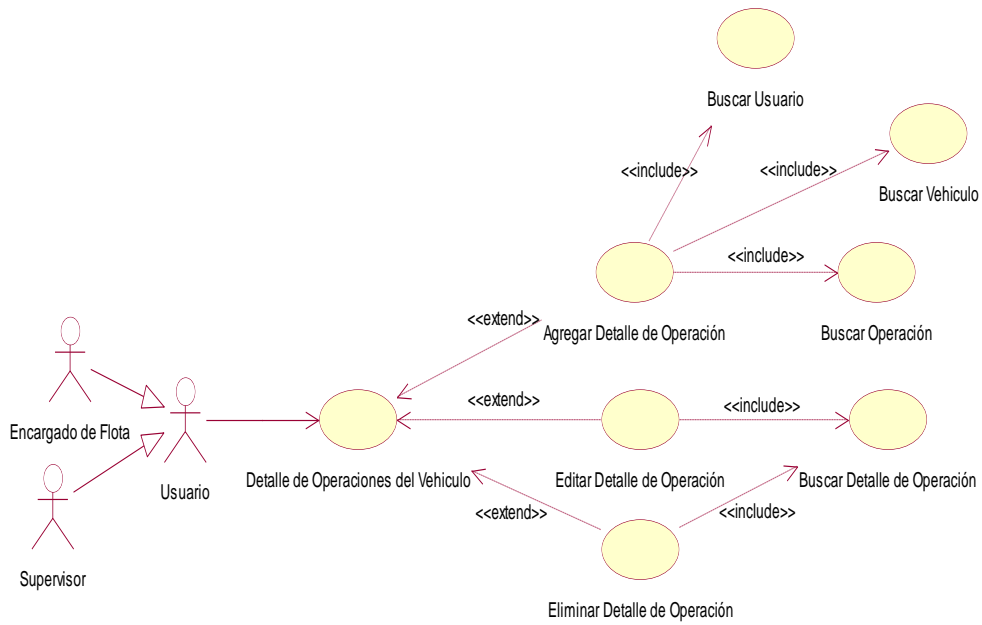 Buscar Usuario
<<include>>
<<include>>
Buscar Vehiculo
<<include>>
<<extend>>
Agregar Detalle de Operación
Buscar Operación
<<extend>>
<<include>>
Encargado de Flota
Usuario
Detalle de Operaciones del Vehiculo
Editar Detalle de Operación
Buscar Detalle de Operación
<<extend>>
<<include>>
Supervisor
Eliminar Detalle de Operación